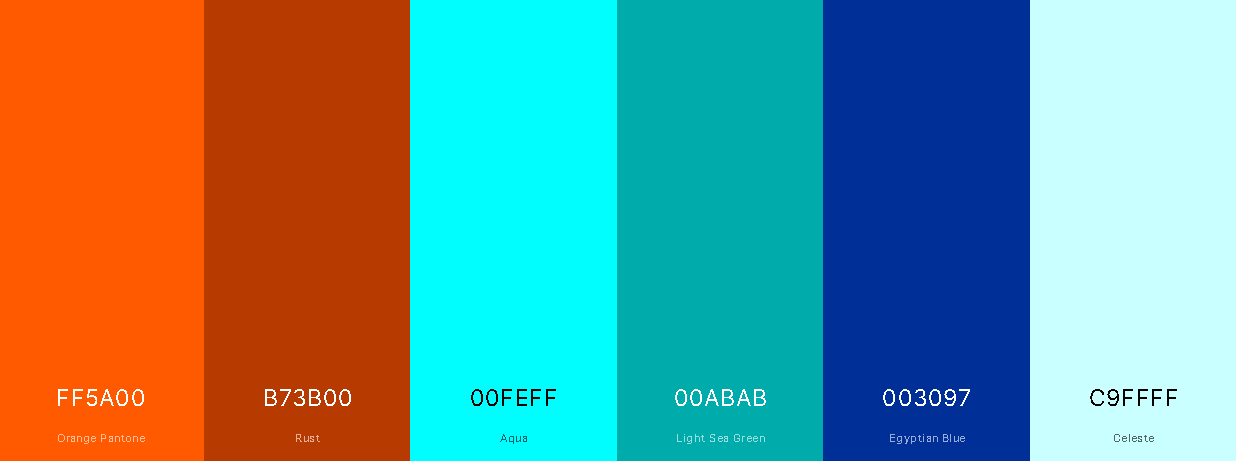 FF5A00 B73B00 00FEFF 00ABAB 003097 C9FFFF
Orange Pantone Rust Aqua Light Sea Green Egyptian Blue Celeste